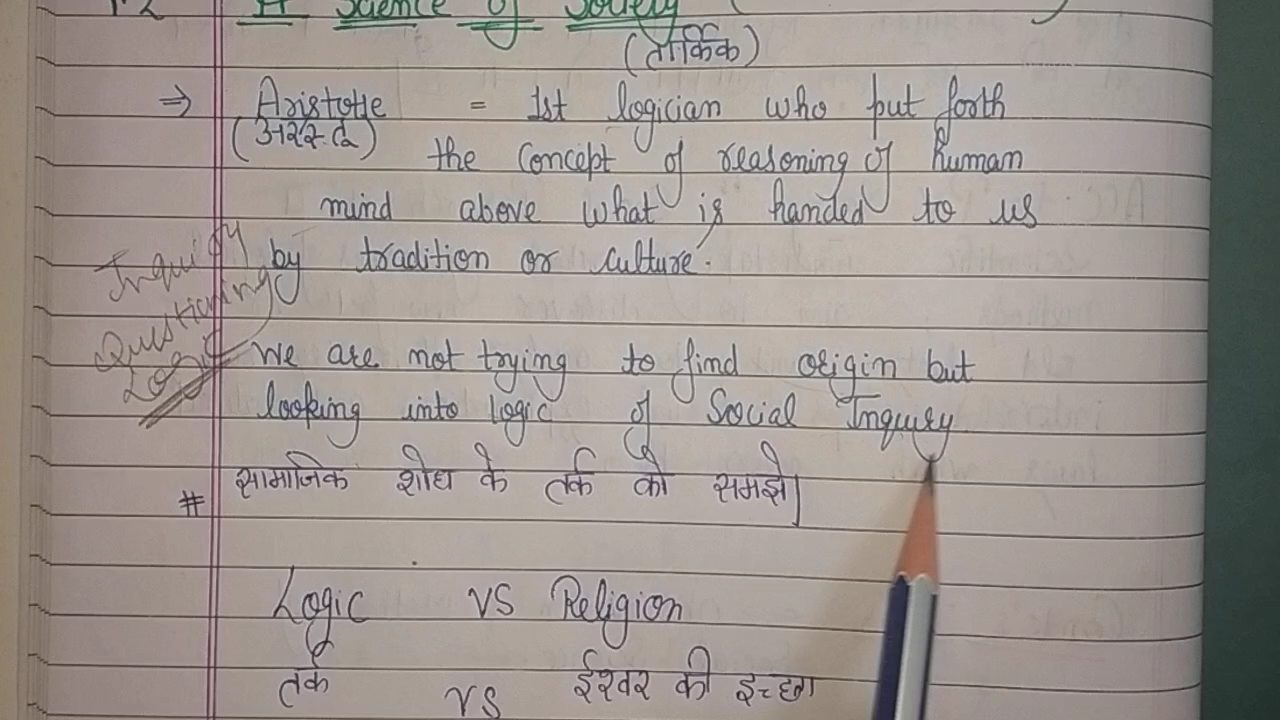 1.2 A Science of Society (
(तार्किक)
⇒ Aristotle = 1st logician who put forth
(अरस्तु)
the Concept of reasoning of human
mind above what is handed to us
by tradition or culture.
Inquiry
Questioning
Logic
We are not trying to find origin but
looking into logic of Social Inquiry
# सामाजिक शोध के तर्क को समझे|
Logic VS Religion
तर्क VS ईश्वर की इच्छा